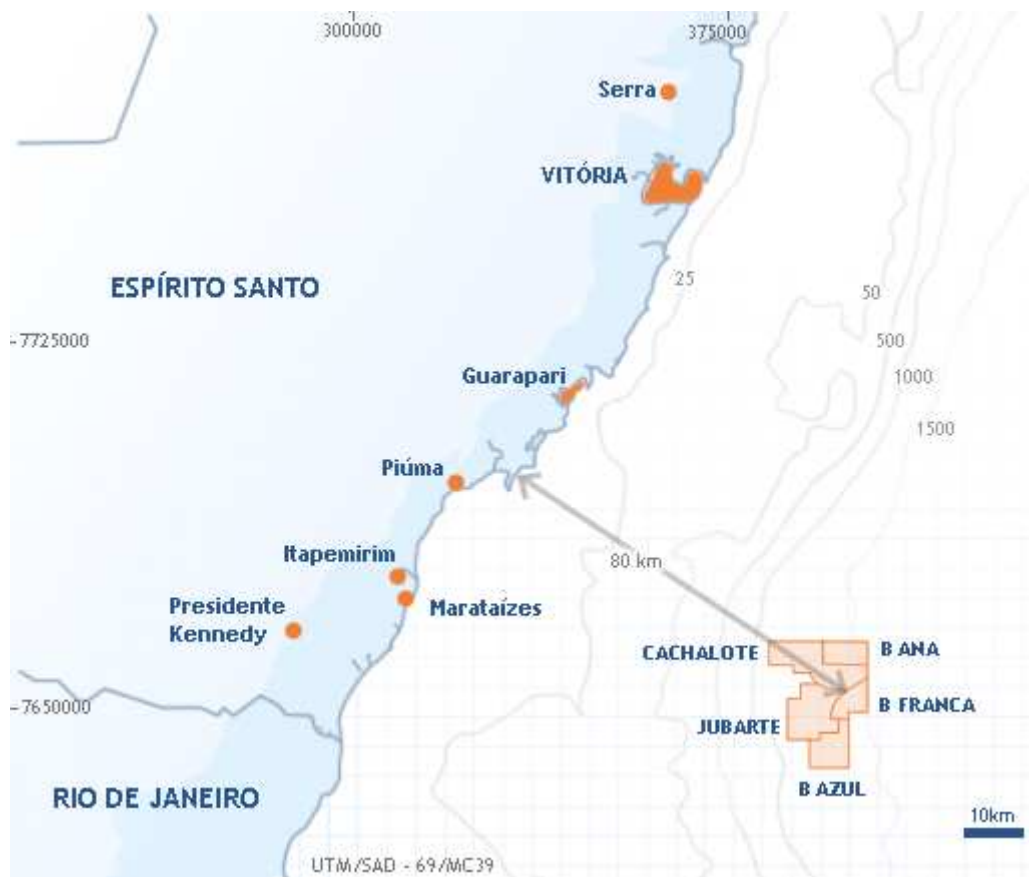 300000
375000
Serra
VITÓRIA
ESPÍRITO SANTO
25
50
-7725000
500
Guarapari
1000
1500
Piúma
80 km
Itapemirim
Presidente
Kennedy
Marataízes
CACHALOTE
B ANA
-7650000
B FRANCA
JUBARTE
B AZUL
RIO DE JANEIRO
10km
UTM/SAD - 69/MC39